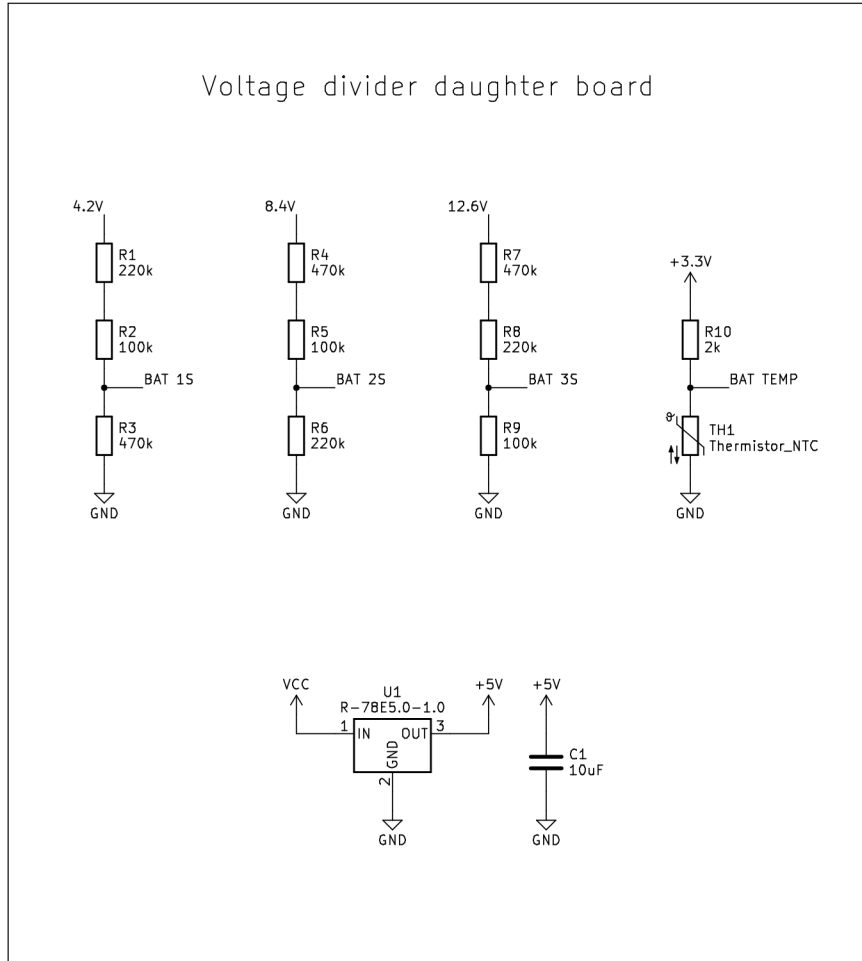 Voltage divider daughter board
4.2V
R1
220k
R2
100k
BAT 1S
R3
470k
GND
8.4V
R4
470k
R5
100k
BAT 2S
R6
220k
GND
12.6V
R7
470k
R8
220k
BAT 3S
R9
100k
GND
+3.3V
R10
2k
BAT TEMP
ϑ
TH1
Thermistor_NTC
GND
VCC
U1
R-78E5.0-1.0
1
IN
OUT
3
GND
2
GND
+5V
+5V
C1
10uF
GND